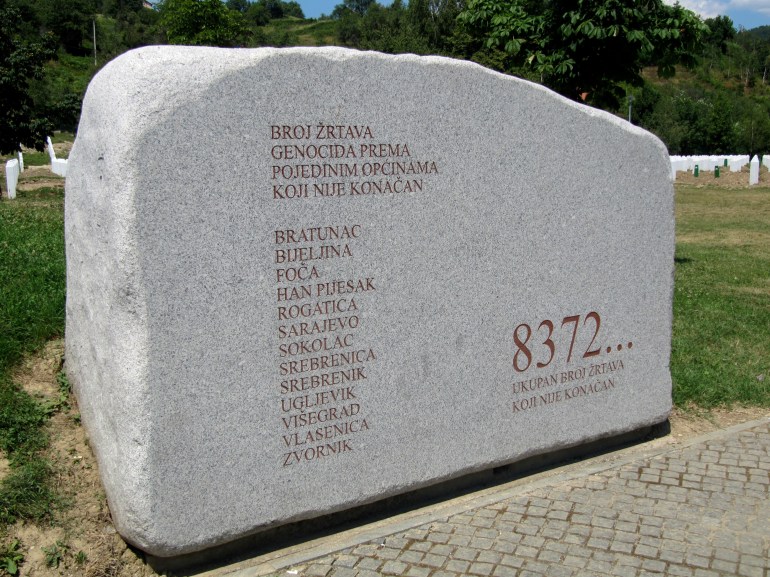 BROJ ŽRTAVA
GENOCIDA PREMA
POJEDINIM OPĆINAMA
KOJI NIJE KONAČAN
BRATUNAC
BIJELJINA
FOČA
HAN PIJESAK
ROGATICA
SARAJEVO
SOKOLAC
SREBRENICA
SREBRENIK
UGLJEVIK
VIŠEGRAD
VLASENICA
ZVORNIK
8372...
UKUPAN BROJ ŽRTAVA
KOJI NIJE KONAČAN